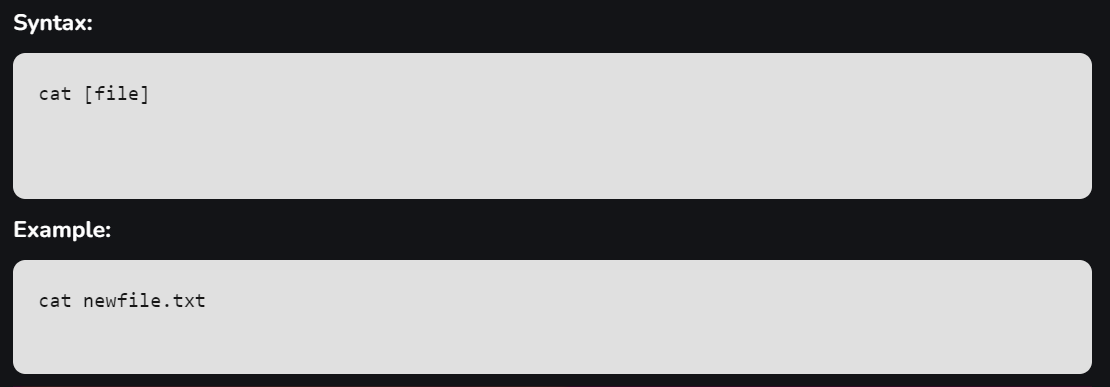 Syntax:
cat [file]
Example:
cat newfile.txt